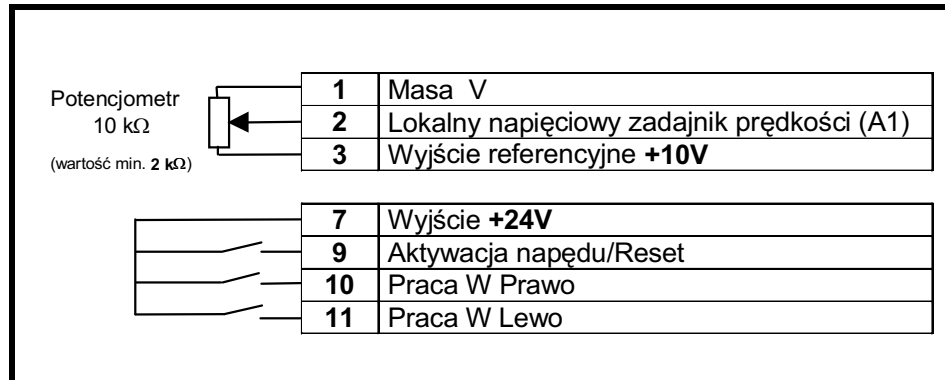 Potencjometr
10 kΩ
(wartość min. 2 kΩ)
1 Masa V
2 Lokalny napięciowy zadajnik prędkości (A1)
3 Wyjście referencyjne +10V
7 Wyjście +24V
9 Aktywacja napędu/Reset
10 Praca W Prawo
11 Praca W Lewo